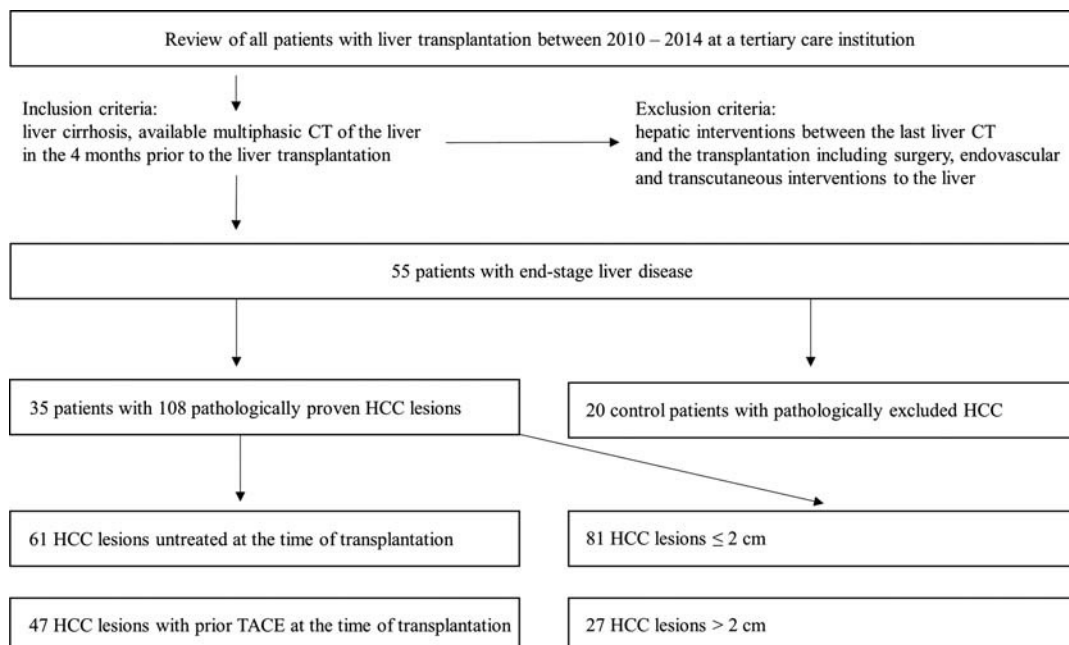 Review of all patients with liver transplantation between 2010 – 2014 at a tertiary care institution
Inclusion criteria:
liver cirrhosis, available multiphasic CT of the liver
in the 4 months prior to the liver transplantation
Exclusion criteria:
hepatic interventions between the last liver CT
and the transplantation including surgery, endovascular
and transcutaneous interventions to the liver
55 patients with end-stage liver disease
35 patients with 108 pathologically proven HCC lesions
20 control patients with pathologically excluded HCC
61 HCC lesions untreated at the time of transplantation
81 HCC lesions ≤ 2 cm
47 HCC lesions with prior TACE at the time of transplantation
27 HCC lesions > 2 cm